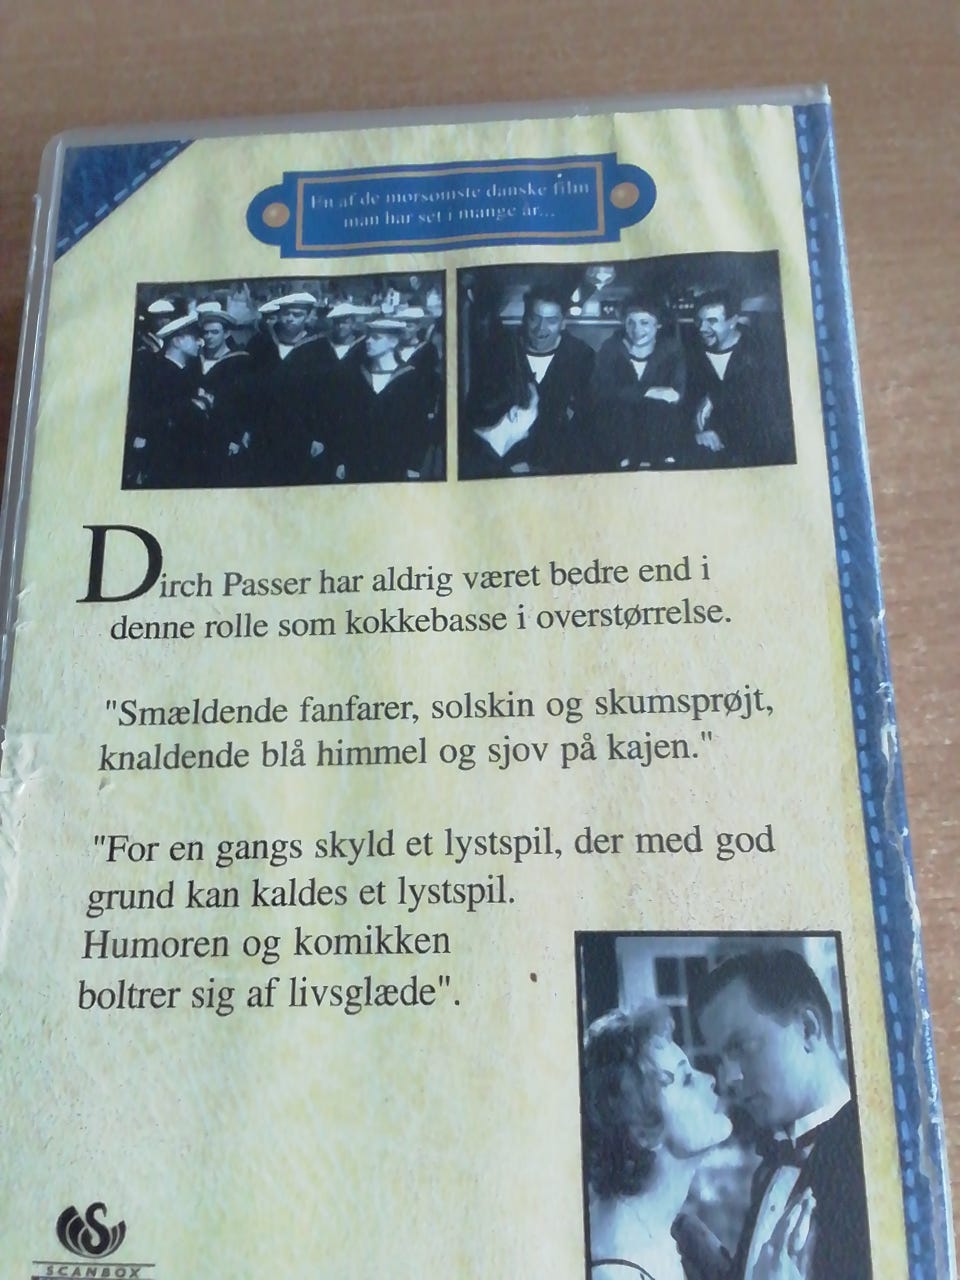 En af de morsomste danske film
man har set i mange år...
Dirch Passer har aldrig været bedre end i
denne rolle som kokkebasse i overstørrelse.
"Smældende fanfarer, solskin og skumsprøjt,
knaldende blå himmel og sjov på kajen."
"For en gangs skyld et lystspil, der med god
grund kan kaldes et lystspil.
Humoren og komikken
boltrer sig af livsglæde".
S
SCANBOX